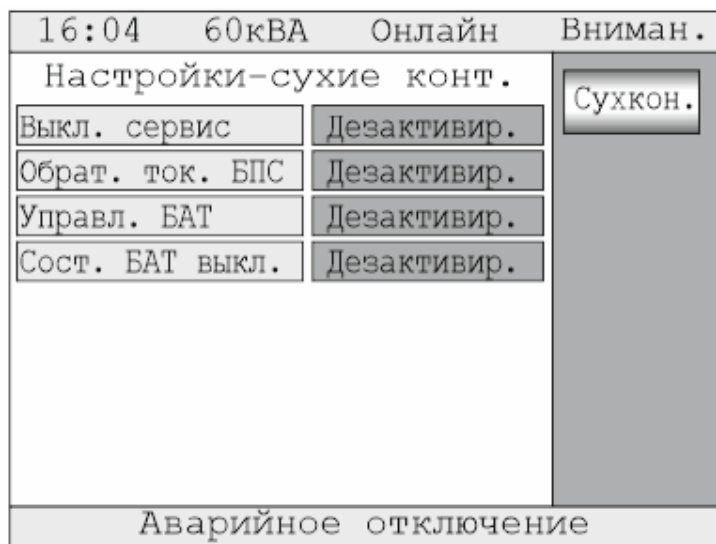 16:04 60кВА Онлайн Вниман.
Настройки-сухие конт.
Сухкон.
Выкл. сервис Дезактивир.
Обрат. ток. БПС Дезактивир.
Управл. БАТ Дезактивир.
Сост. БАТ выкл. Дезактивир.
Аварийное отключение